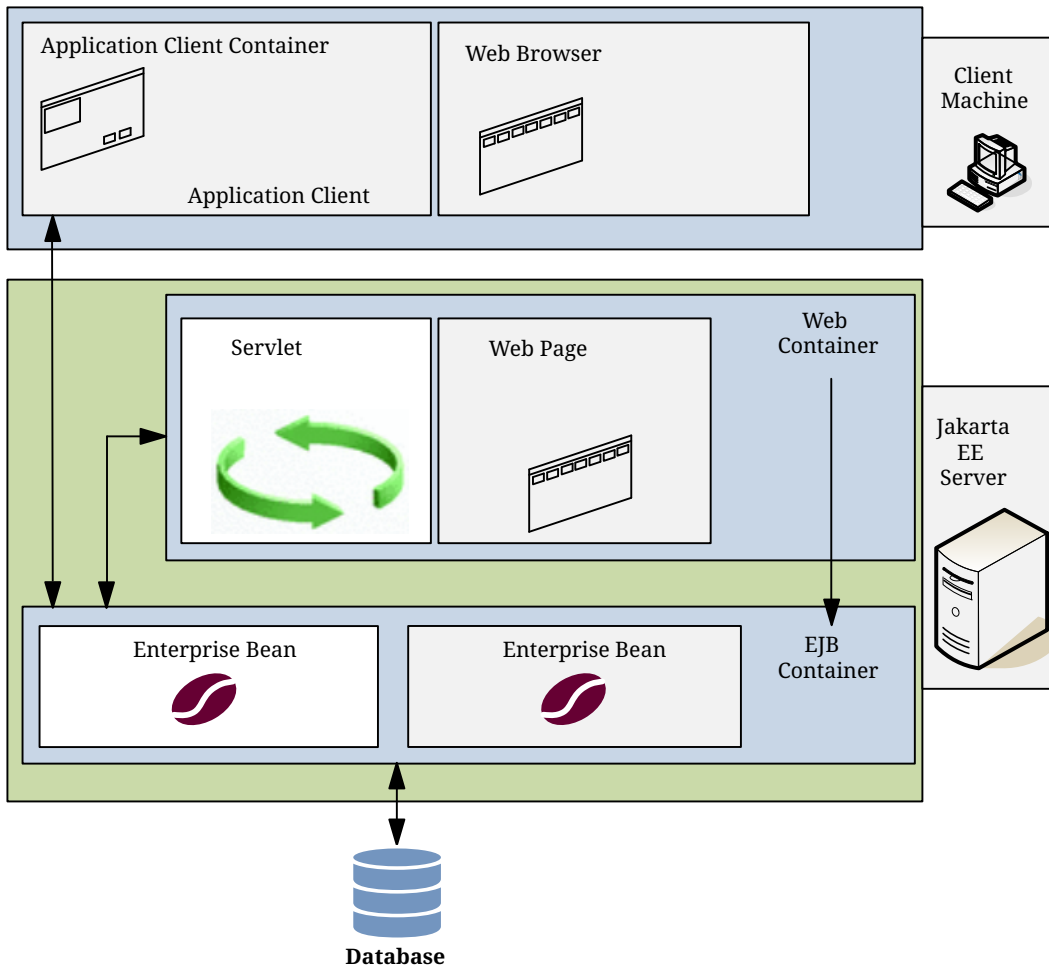 Application Client Container
Web Browser
Application Client
Client
Machine
Servlet
Web Page
Web
Container
Jakarta
EE
Server
Enterprise Bean
Enterprise Bean
EJB
Container
Database